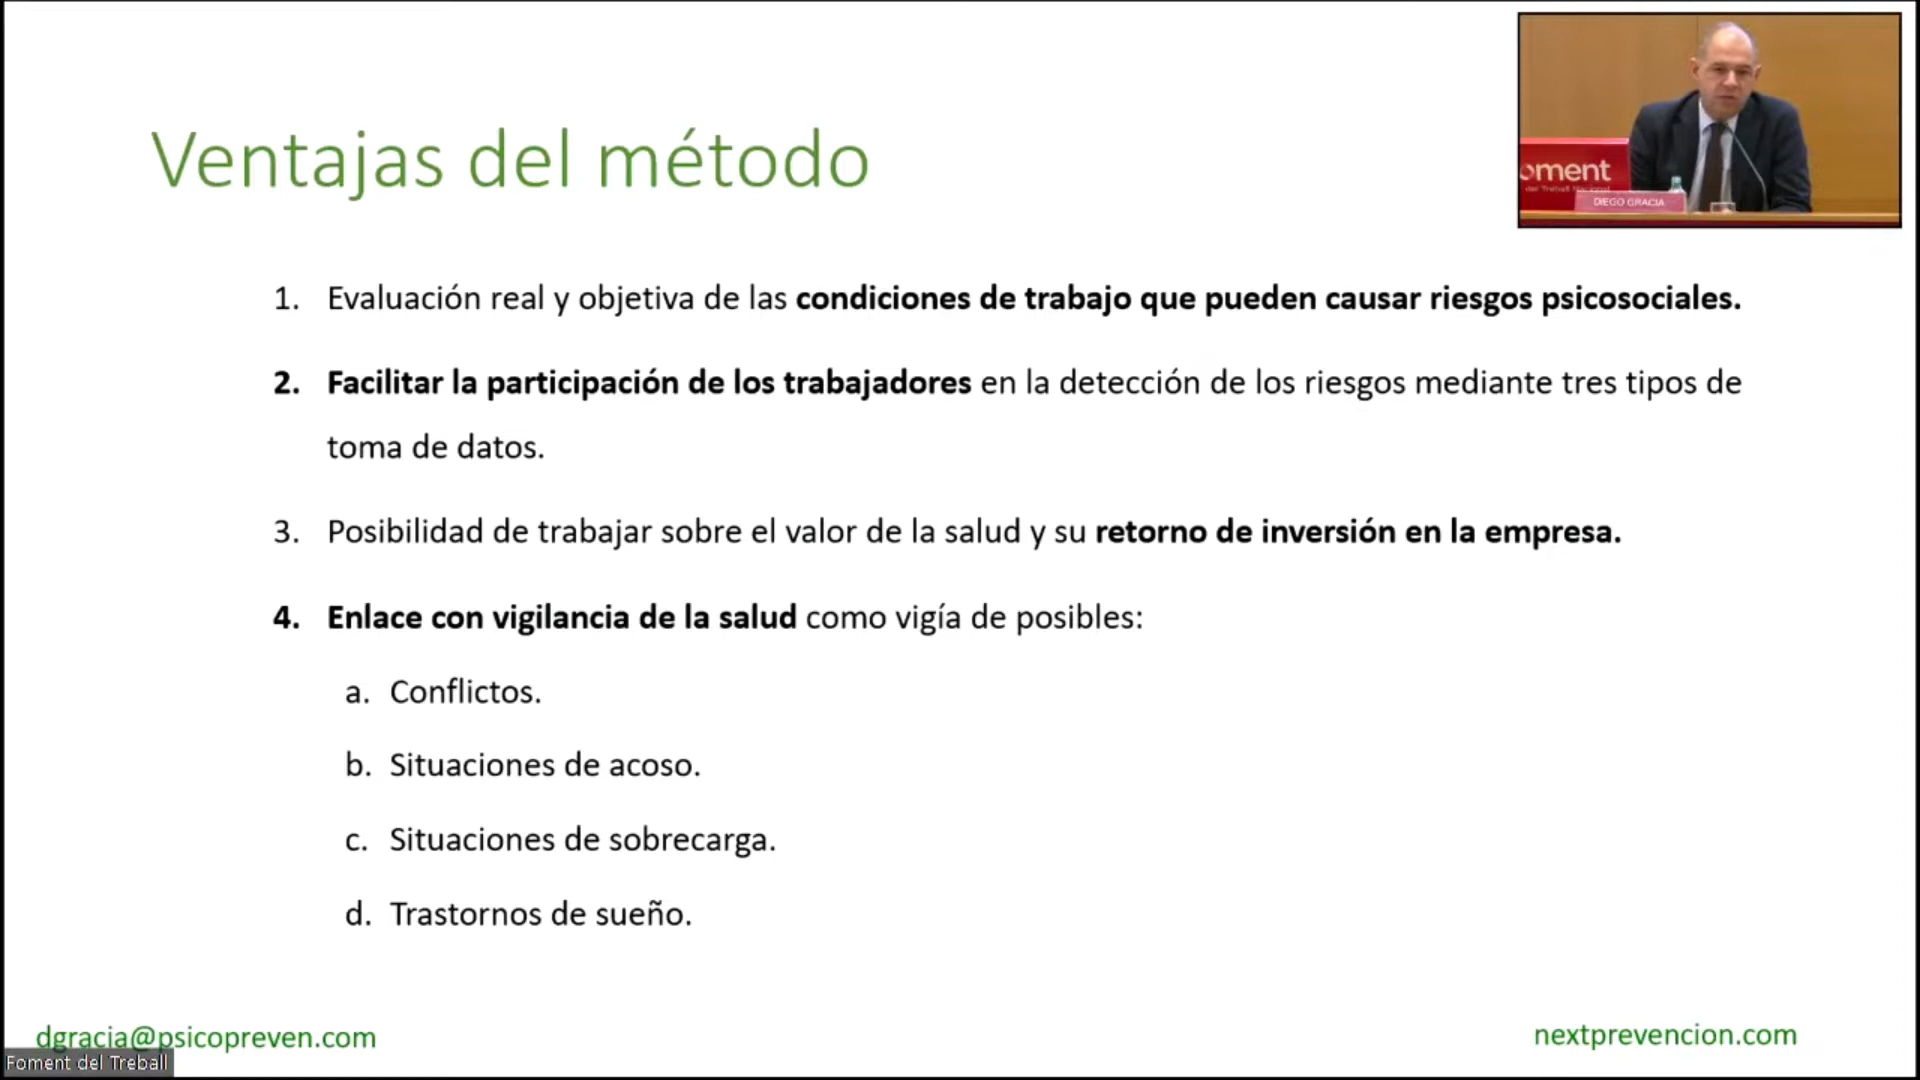 Ventajas del método
oment
del Treball Nacional
DIEGO GRACIA
1. Evaluación real y objetiva de las condiciones de trabajo que pueden causar riesgos psicosociales.
2. Facilitar la participación de los trabajadores en la detección de los riesgos mediante tres tipos de
toma de datos.
3. Posibilidad de trabajar sobre el valor de la salud y su retorno de inversión en la empresa.
4. Enlace con vigilancia de la salud como vigía de posibles:
a. Conflictos.
b. Situaciones de acoso.
c. Situaciones de sobrecarga.
d. Trastornos de sueño.
dgracia@psicopreven.com
nextprevencion.com
Foment del Treball